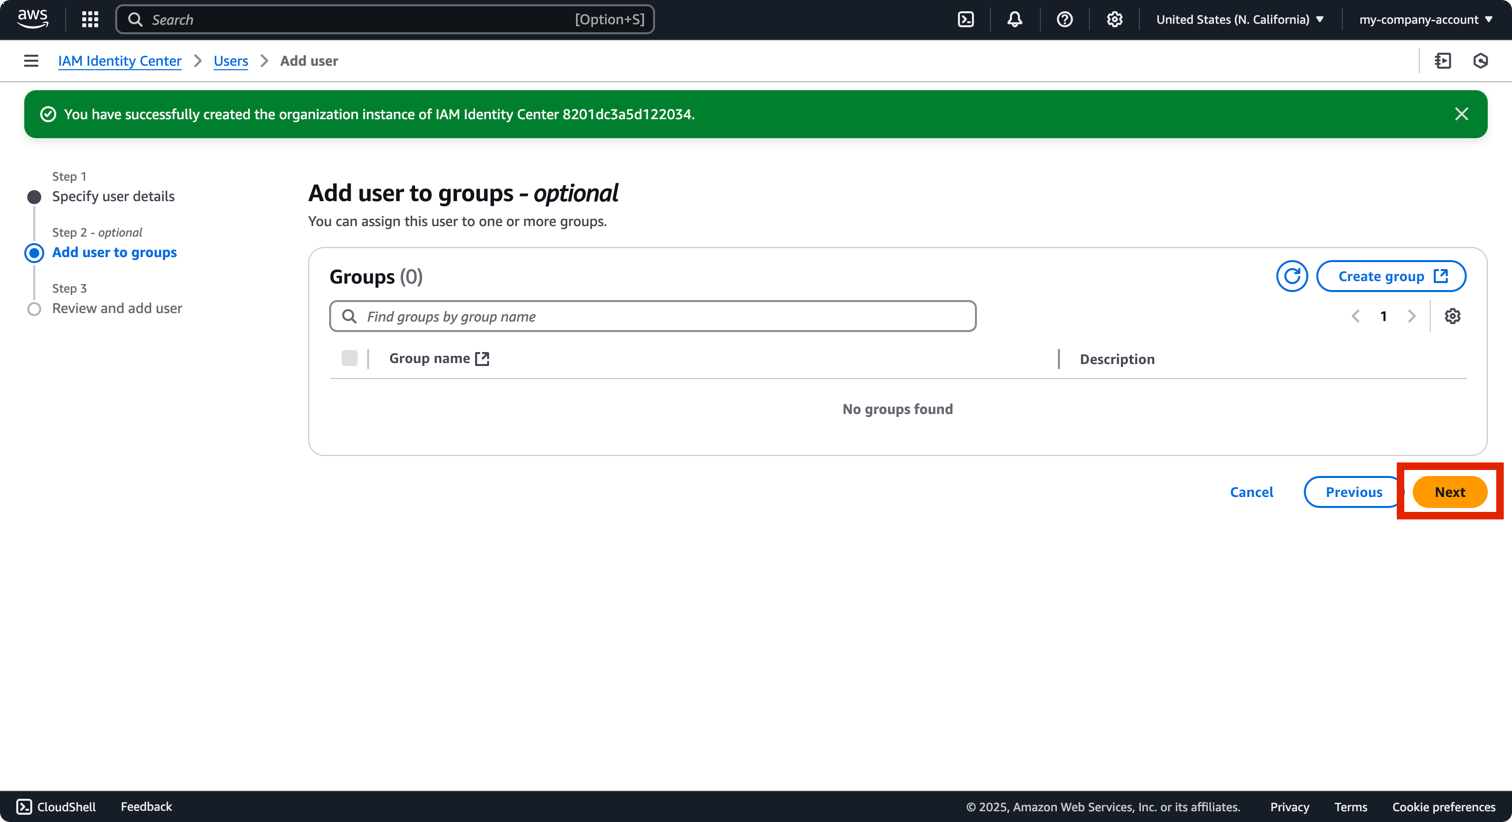 aws
Search [Option+S]
United States (N. California) my-company-account
IAM Identity Center Users Add user
You have successfully created the organization instance of IAM Identity Center 8201dc3a5d122034.
Step 1
Specify user details
Step 2 - optional
Add user to groups
Step 3
Review and add user
Add user to groups - optional
You can assign this user to one or more groups.
Groups (0)
Create group
Find groups by group name
1
Group name Description
No groups found
Cancel Previous Next
CloudShell Feedback © 2025, Amazon Web Services, Inc. or its affiliates. Privacy Terms Cookie preferences